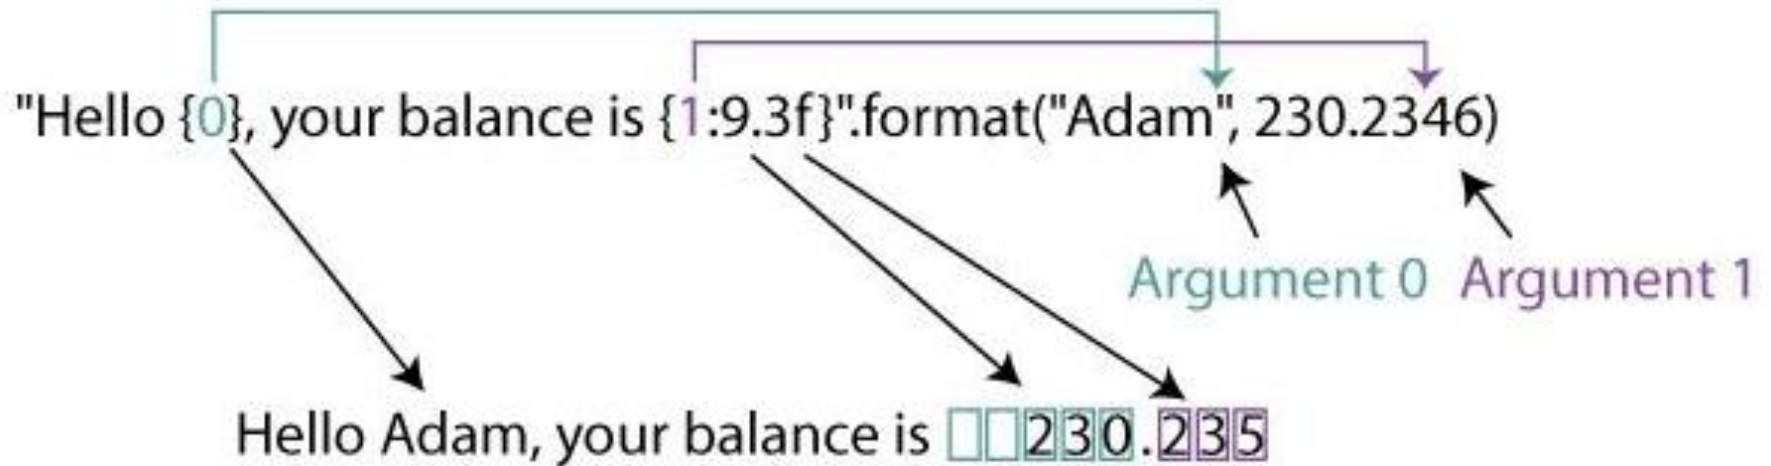 "Hello {0}, your balance is {1:9.3f}".format("Adam", 230.2346)
Argument 0 Argument 1
Hello Adam, your balance is 230.235